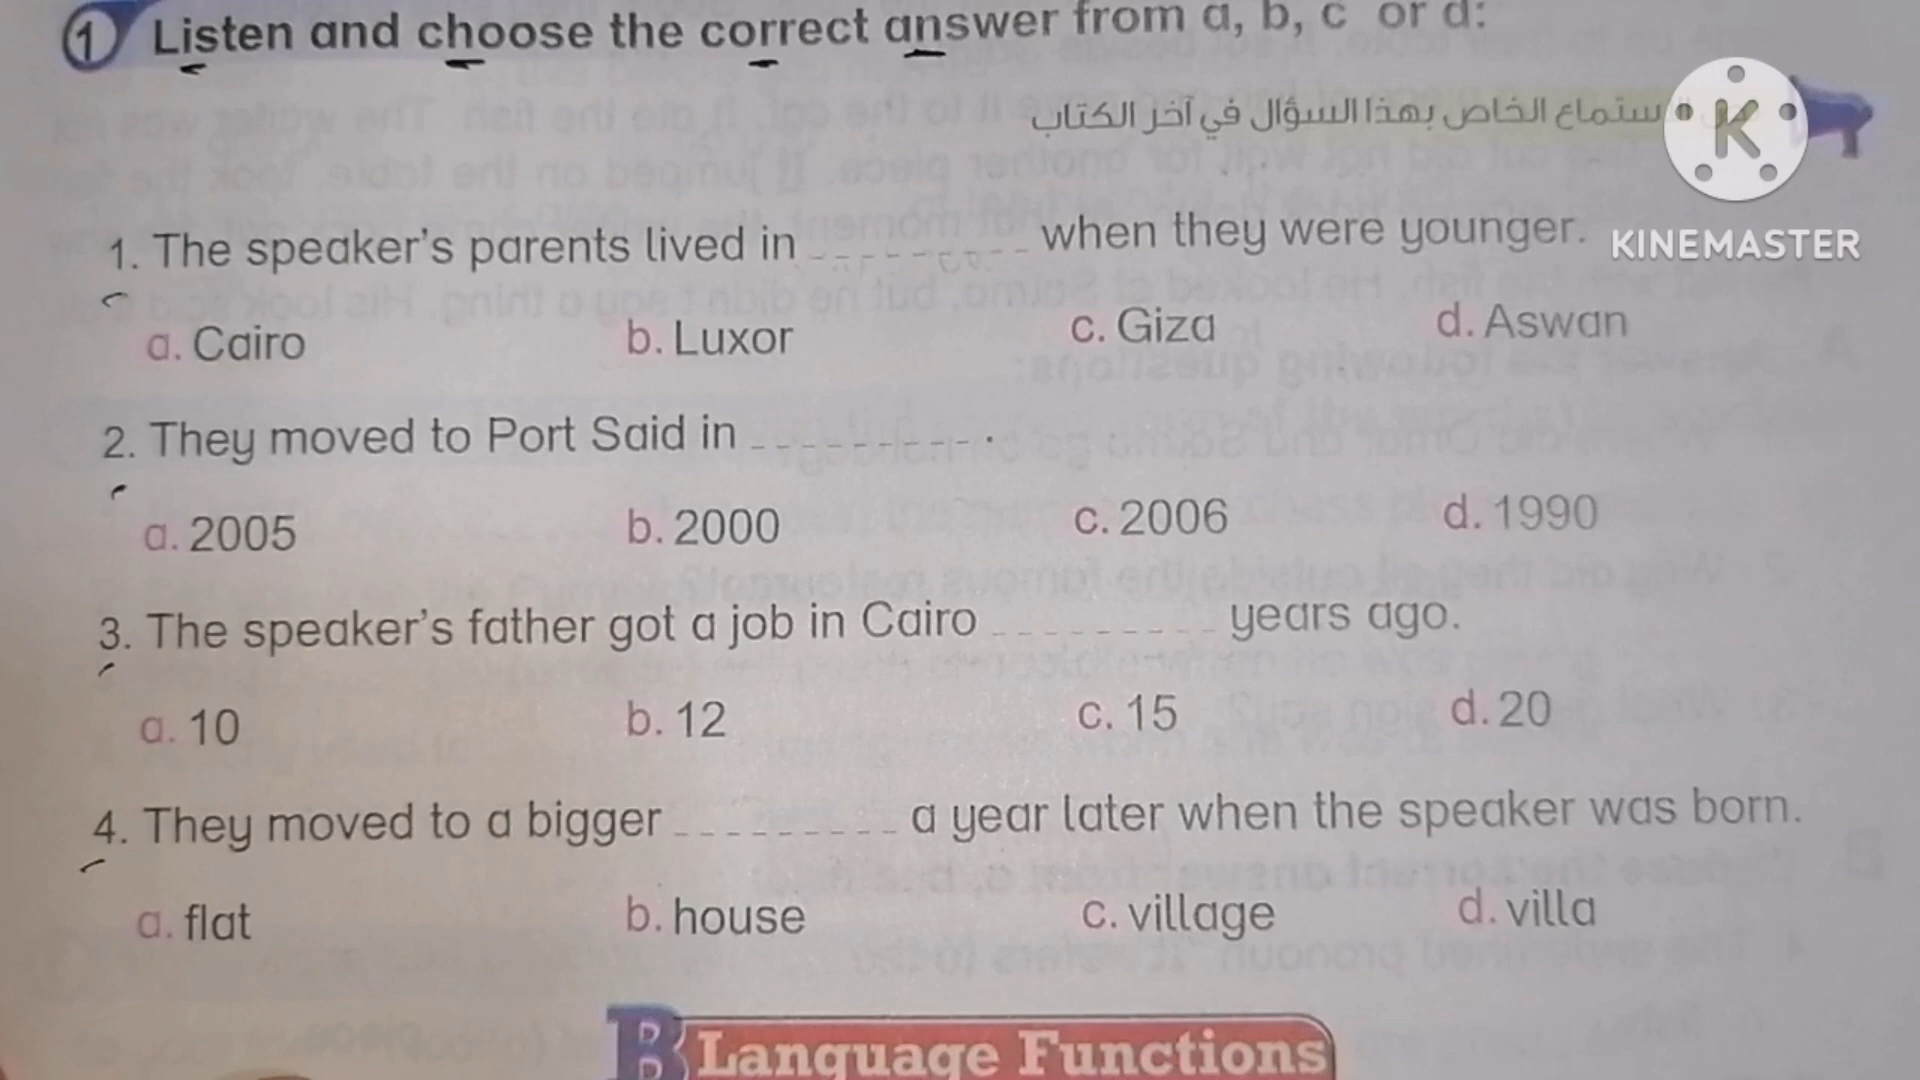 1 Listen and choose the correct answer from a, b, c or d:
ستماع الخاص بهذا السؤال في آخر الكتاب
K
KINEMASTER
1. The speaker's parents lived in ---------- when they were younger.
a. Cairo b. Luxor c. Giza d. Aswan
2. They moved to Port Said in ---------- .
a. 2005 b. 2000 c. 2006 d. 1990
3. The speaker's father got a job in Cairo ---------- years ago.
a. 10 b. 12 c. 15 d. 20
4. They moved to a bigger ---------- a year later when the speaker was born.
a. flat b. house c. village d. villa
B Language Functions